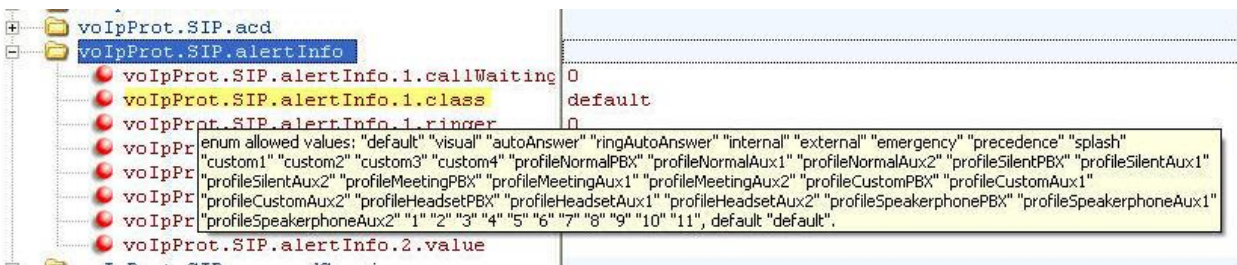 voIpProt.SIP.acd
voIpProt.SIP.alertInfo
voIpProt.SIP.alertInfo.1.callWaiting 0
voIpProt.SIP.alertInfo.1.class default
voIpProt.SIP.alertInfo.1.ringer 0
voIpPr
voIpPr
voIpPr
voIpPr
enum allowed values: "default" "visual" "autoAnswer" "ringAutoAnswer" "internal" "external" "emergency" "precedence" "splash"
"custom1" "custom2" "custom3" "custom4" "profileNormalPBX" "profileNormalAux1" "profileNormalAux2" "profileSilentPBX" "profileSilentAux1"
"profileSilentAux2" "profileMeetingPBX" "profileMeetingAux1" "profileMeetingAux2" "profileCustomPBX" "profileCustomAux1"
"profileCustomAux2" "profileHeadsetPBX" "profileHeadsetAux1" "profileHeadsetAux2" "profileSpeakerphonePBX" "profileSpeakerphoneAux1"
"profileSpeakerphoneAux2" "1" "2" "3" "4" "5" "6" "7" "8" "9" "10" "11", default "default".
voIpProt.SIP.alertInfo.2.value